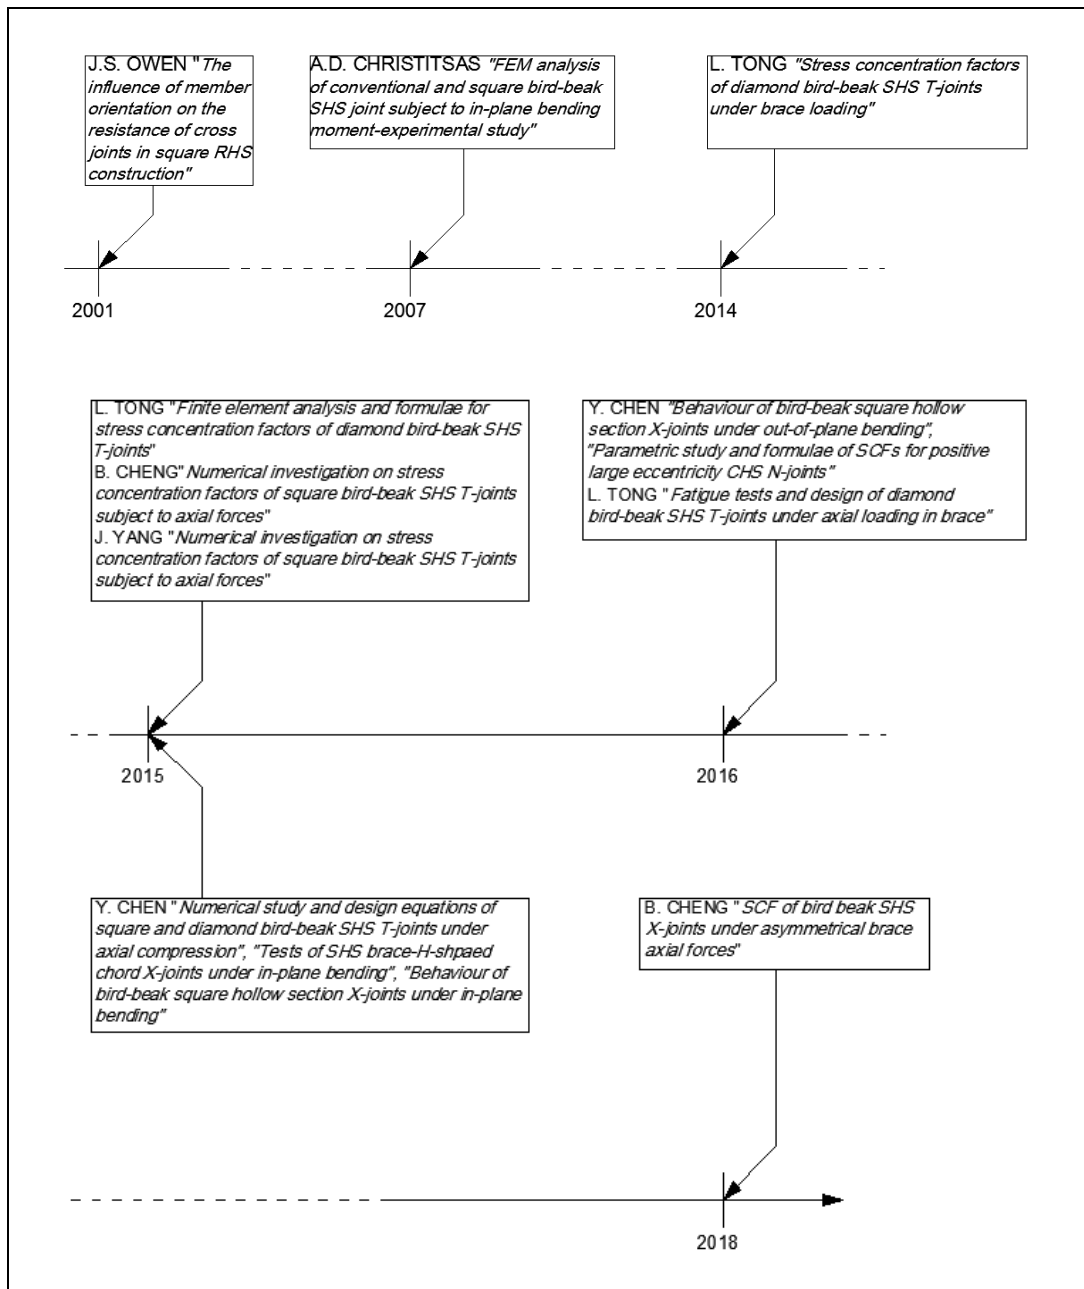 J.S. OWEN "The
influence of member
orientation on the
resistance of cross
joints in square RHS
construction"
A.D. CHRISTITSAS "FEM analysis
of conventional and square bird-beak
SHS joint subject to in-plane bending
moment-experimental study"
L. TONG "Stress concentration factors
of diamond bird-beak SHS T-joints
under brace loading"
2001
2007
2014
L. TONG "Finite element analysis and formulae for
stress concentration factors of diamond bird-beak SHS
T-joints"
B. CHENG"Numerical investigation on stress
concentration factors of square bird-beak SHS T-joints
subject to axial forces"
J. YANG "Numerical investigation on stress
concentration factors of square bird-beak SHS T-joints
subject to axial forces"
Y. CHEN "Behaviour of bird-beak square hollow
section X-joints under out-of-plane bending",
"Parametric study and formulae of SCFs for positive
large eccentricity CHS N-joints"
L. TONG "Fatigue tests and design of diamond
bird-beak SHS T-joints under axial loading in brace"
2015
2016
Y. CHEN "Numerical study and design equations of
square and diamond bird-beak SHS T-joints under
axial compression", "Tests of SHS brace-H-shpaed
chord X-joints under in-plane bending", "Behaviour of
bird-beak square hollow section X-joints under in-plane
bending"
B. CHENG "SCF of bird beak SHS
X-joints under asymmetrical brace
axial forces"
2018